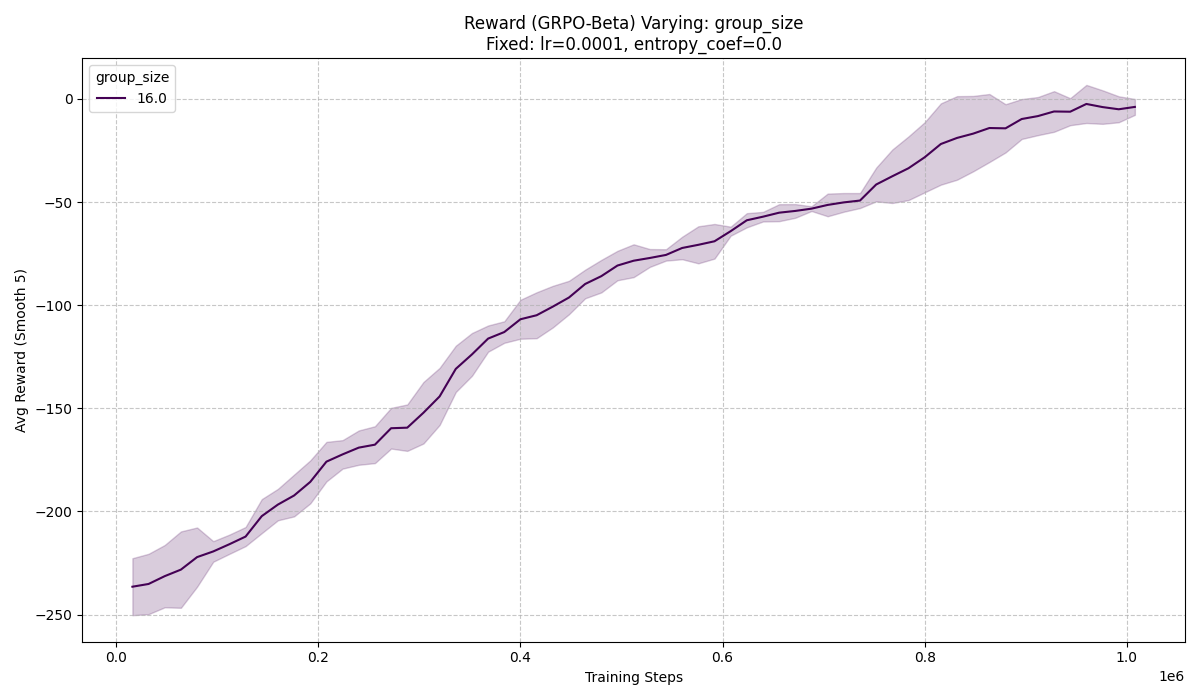 Reward (GRPO-Beta) Varying: group_size
Fixed: lr=0.0001, entropy_coef=0.0
group_size
16.0
Avg Reward (Smooth 5)
0
−50
−100
−150
−200
−250
0.0 0.2 0.4 0.6 0.8 1.0
1e6
Training Steps